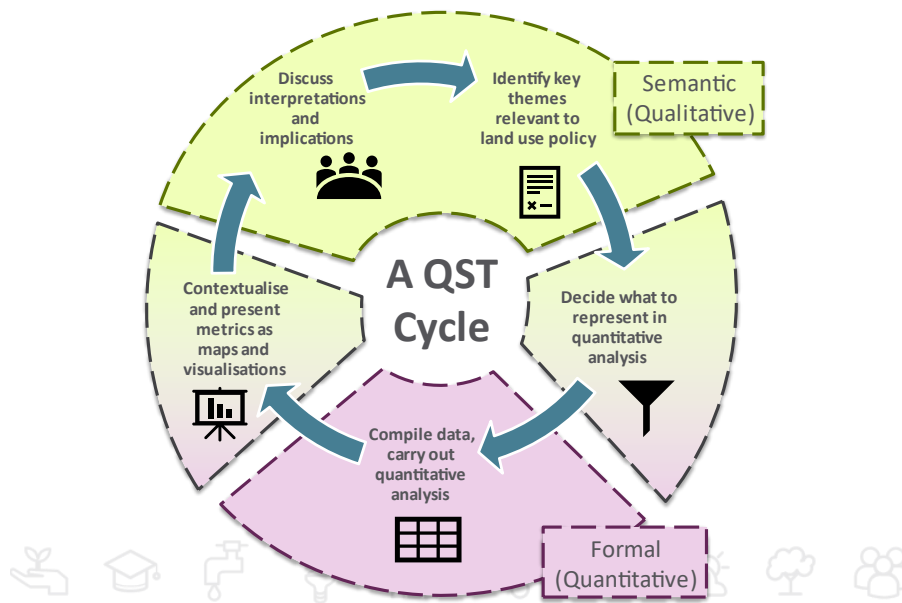 Discuss
interpretations
and
implications
Identify key
themes
relevant to
land use policy
Semantic
(Qualitative)
A QST
Cycle
Contextualise
and present
metrics as
maps and
visualisations
Decide what to
represent in
quantitative
analysis
Compile data,
carry out
quantitative
analysis
Formal
(Quantitative)